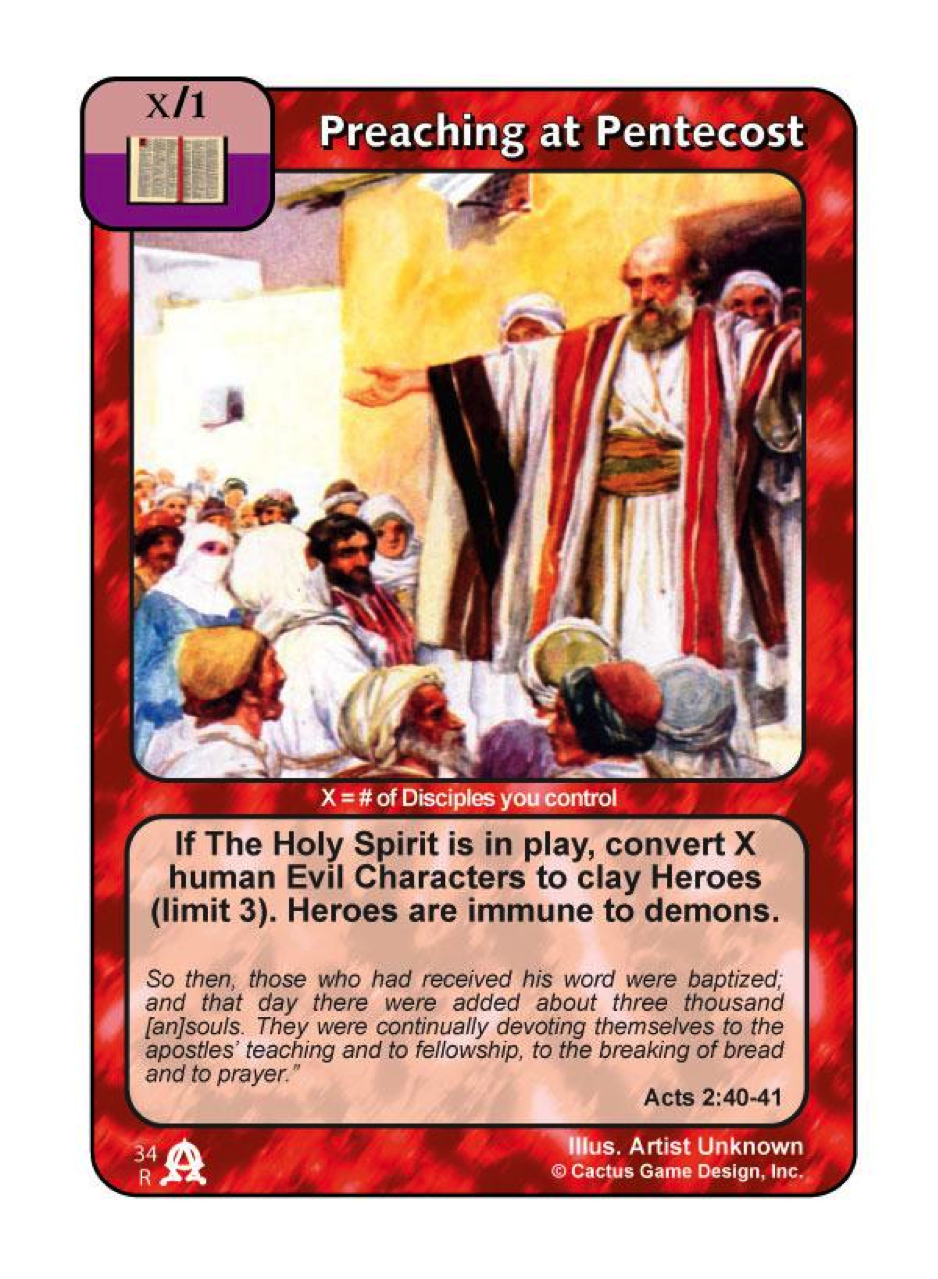 X/1
Preaching at Pentecost
X = # of Disciples you control
If The Holy Spirit is in play, convert X
human Evil Characters to clay Heroes
(limit 3). Heroes are immune to demons.
So then, those who had received his word were baptized;
and that day there were added about three thousand
[an]souls. They were continually devoting themselves to the
apostles’ teaching and to fellowship, to the breaking of bread
and to prayer.”
Acts 2:40-41
34
R
Illus. Artist Unknown
© Cactus Game Design, Inc.